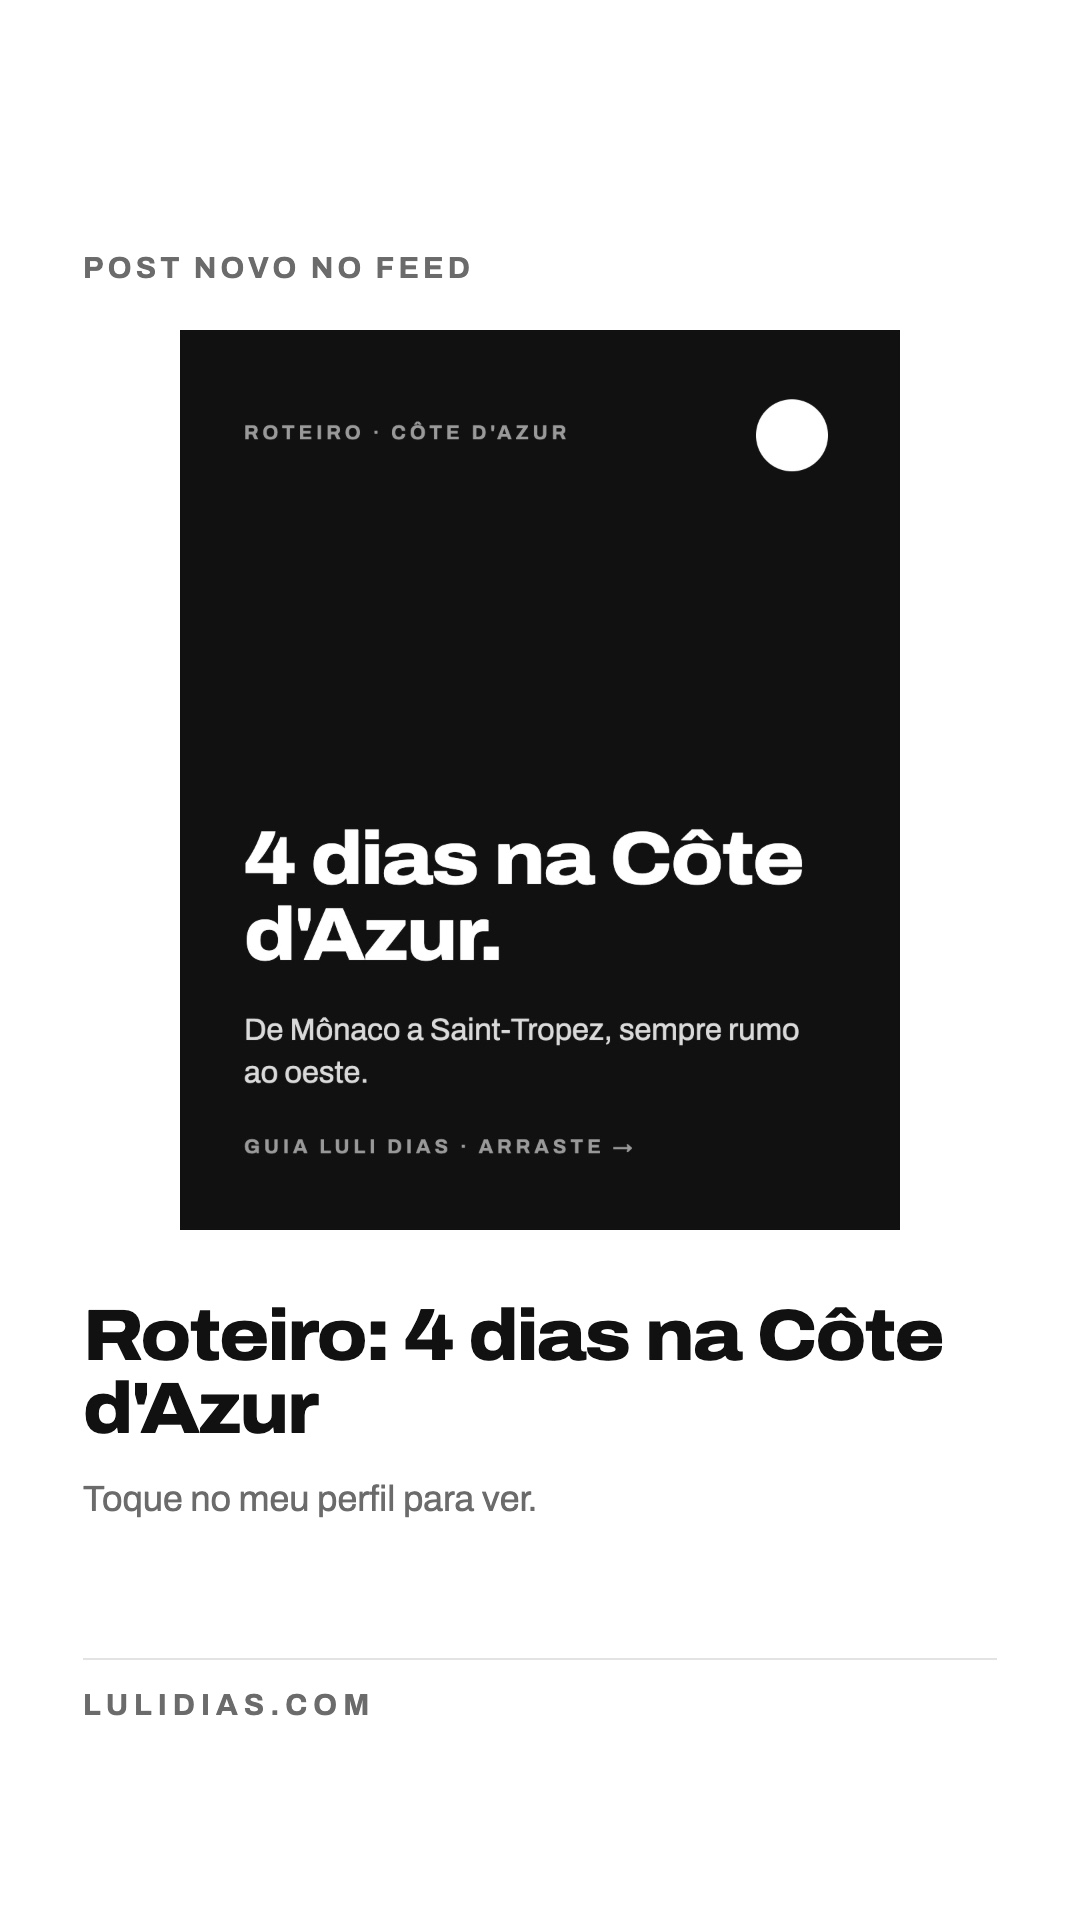 POST NOVO NO FEED
ROTEIRO · CÔTE D'AZUR
4 dias na Côte
d'Azur.
De Mônaco a Saint-Tropez, sempre rumo
ao oeste.
GUIA LULI DIAS · ARRASTE →
Roteiro: 4 dias na Côte
d'Azur
Toque no meu perfil para ver.
LULIDIAS.COM